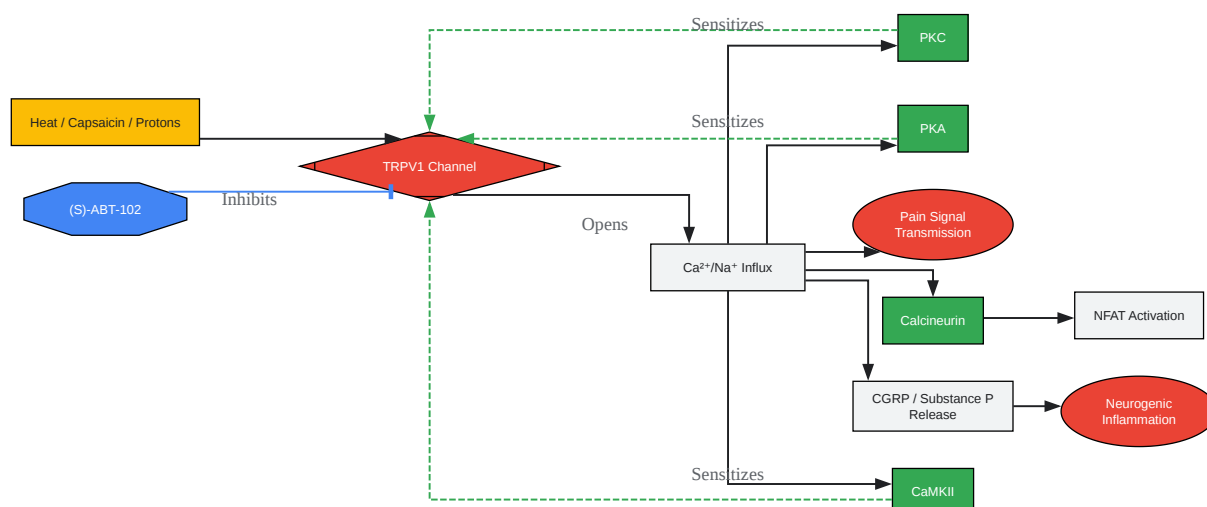 Sensitizes
PKC
Heat / Capsaicin / Protons
Sensitizes
PKA
TRPV1 Channel
(S)-ABT-102
Inhibits
Opens
Pain Signal
Transmission
Ca²⁺/Na⁺ Influx
Calcineurin
NFAT Activation
CGRP / Substance P
Release
Neurogenic
Inflammation
Sensitizes
CaMKII